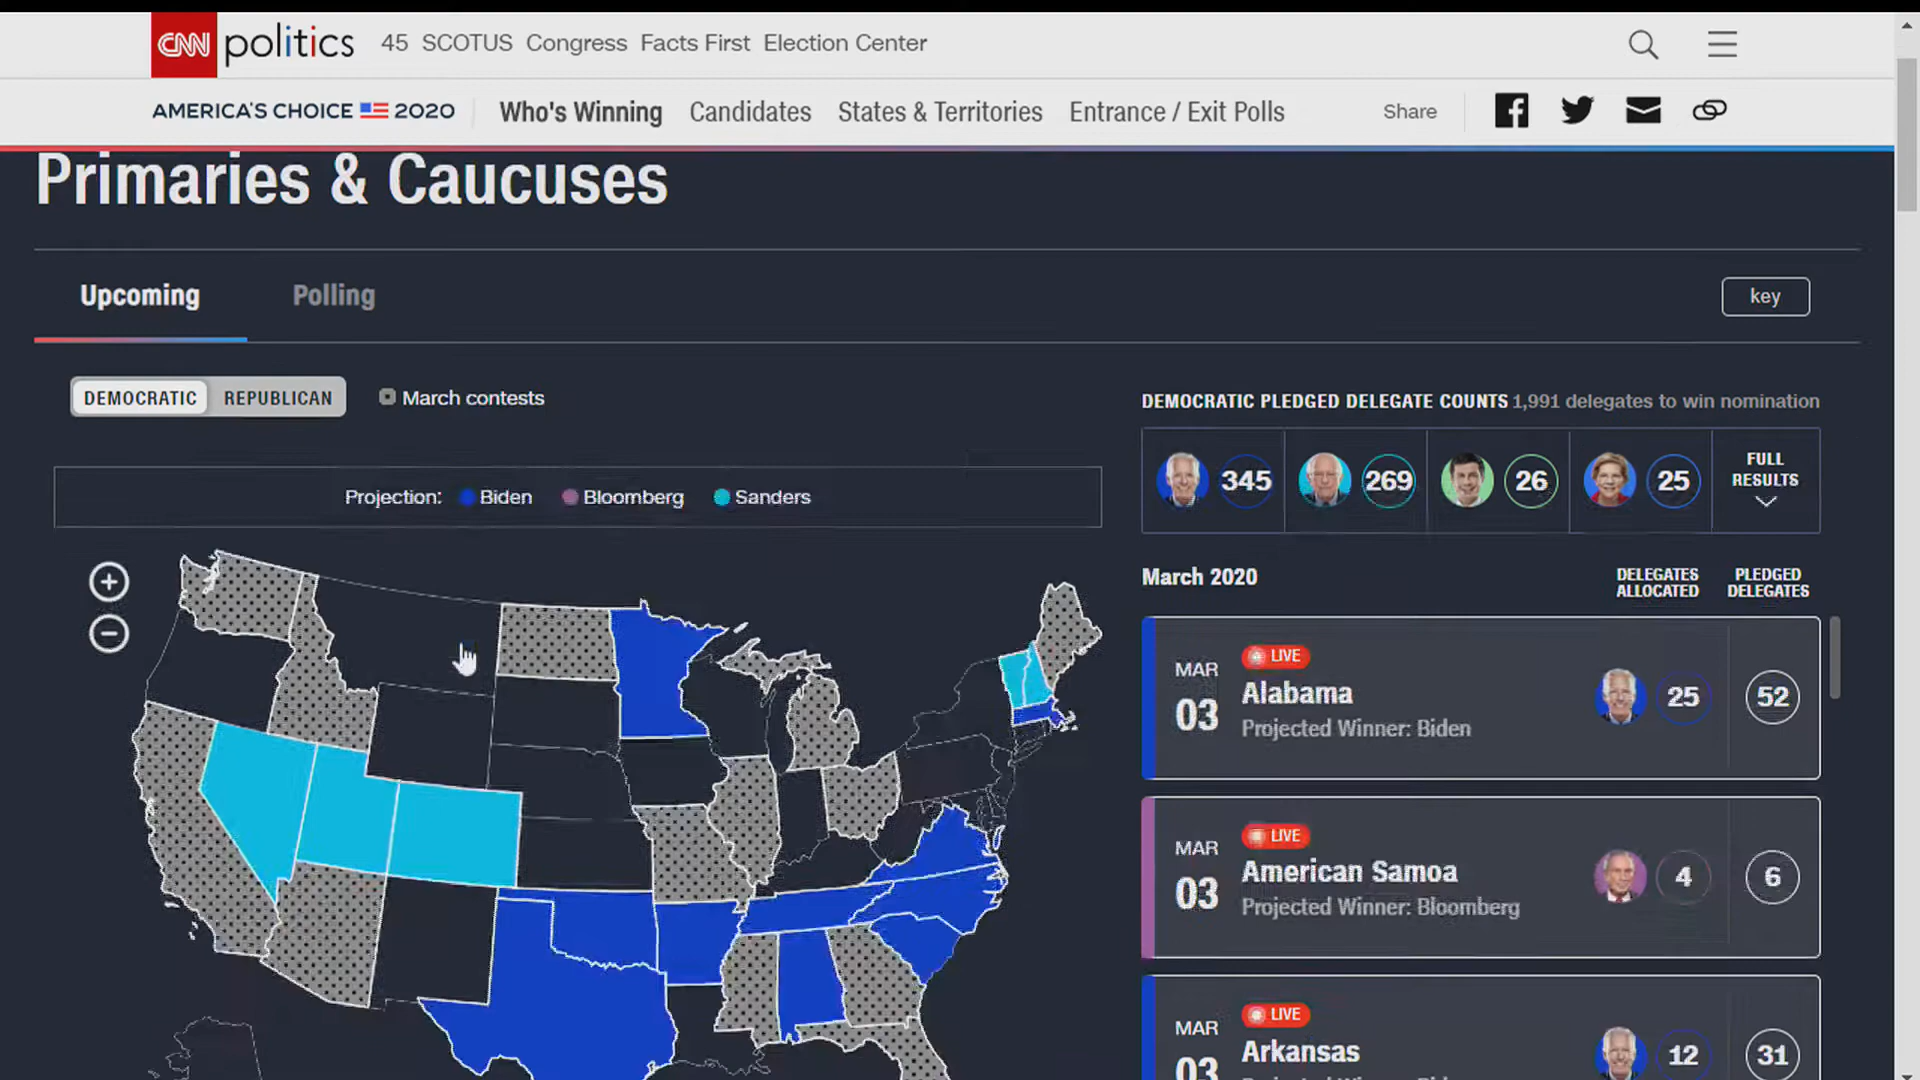 CNN politics 45 SCOTUS Congress Facts First Election Center
AMERICA'S CHOICE 2020 Who's Winning Candidates States & Territories Entrance / Exit Polls Share
Primaries & Caucuses
Upcoming Polling key
DEMOCRATIC REPUBLICAN March contests
Projection: Biden Bloomberg Sanders
DEMOCRATIC PLEDGED DELEGATE COUNTS 1,991 delegates to win nomination
345 269 26 25 FULL RESULTS
March 2020 DELEGATES ALLOCATED PLEDGED DELEGATES
MAR 03 LIVE
Alabama 25 52
Projected Winner: Biden
MAR 03 LIVE
American Samoa 4 6
Projected Winner: Bloomberg
MAR 03 LIVE
Arkansas 12 31